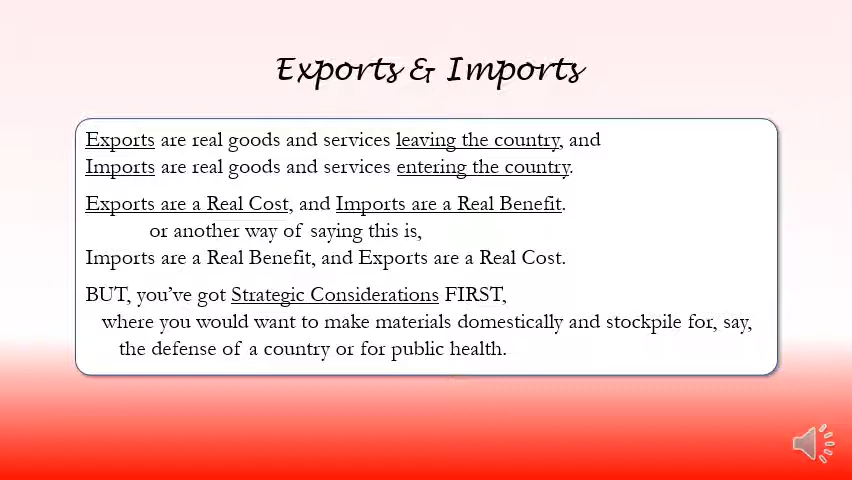 Exports & Imports
Exports are real goods and services leaving the country, and
Imports are real goods and services entering the country.
Exports are a Real Cost, and Imports are a Real Benefit.
or another way of saying this is,
Imports are a Real Benefit, and Exports are a Real Cost.
BUT, you’ve got Strategic Considerations FIRST,
where you would want to make materials domestically and stockpile for, say,
the defense of a country or for public health.